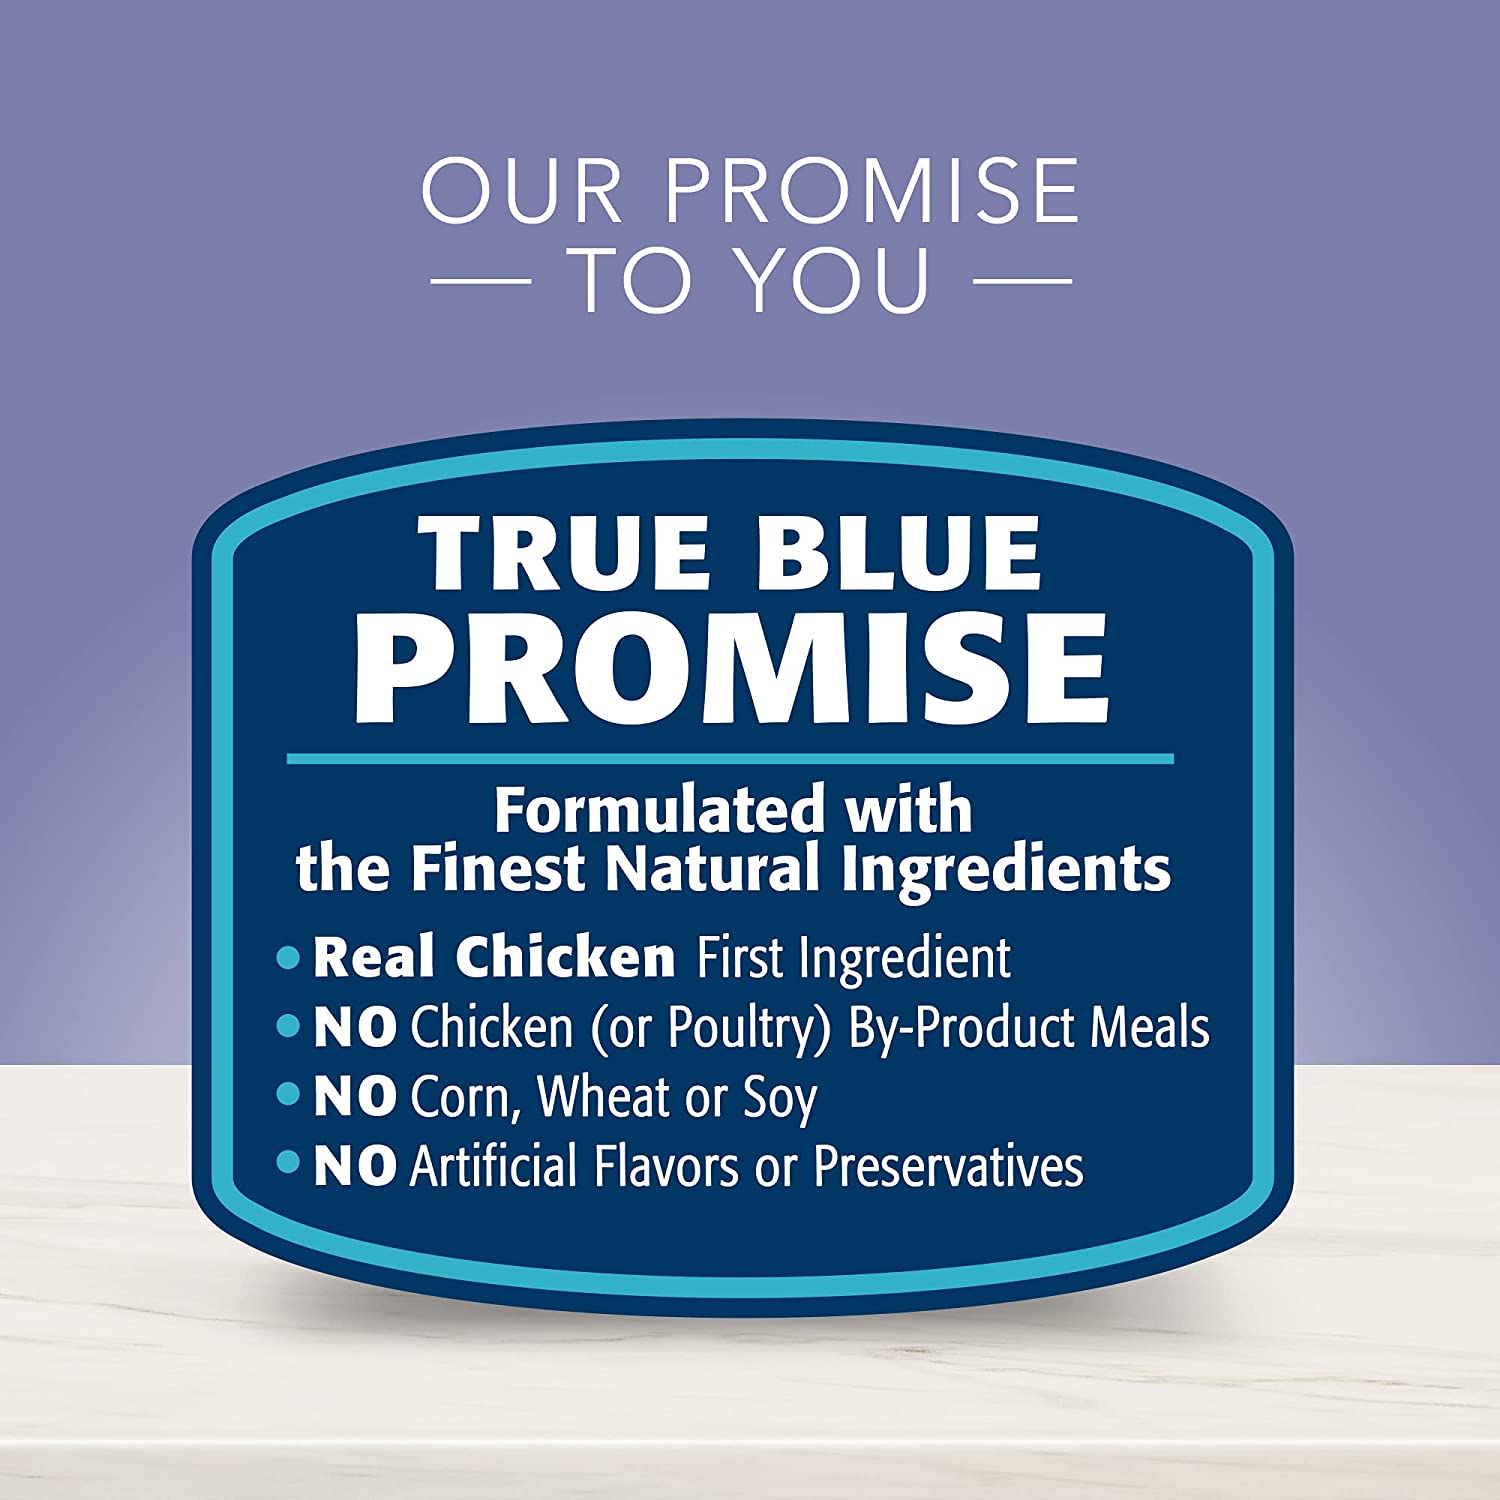 OUR PROMISE
— TO YOU —
TRUE BLUE
PROMISE
Formulated with
the Finest Natural Ingredients
• Real Chicken First Ingredient
• NO Chicken (or Poultry) By-Product Meals
• NO Corn, Wheat or Soy
• NO Artificial Flavors or Preservatives